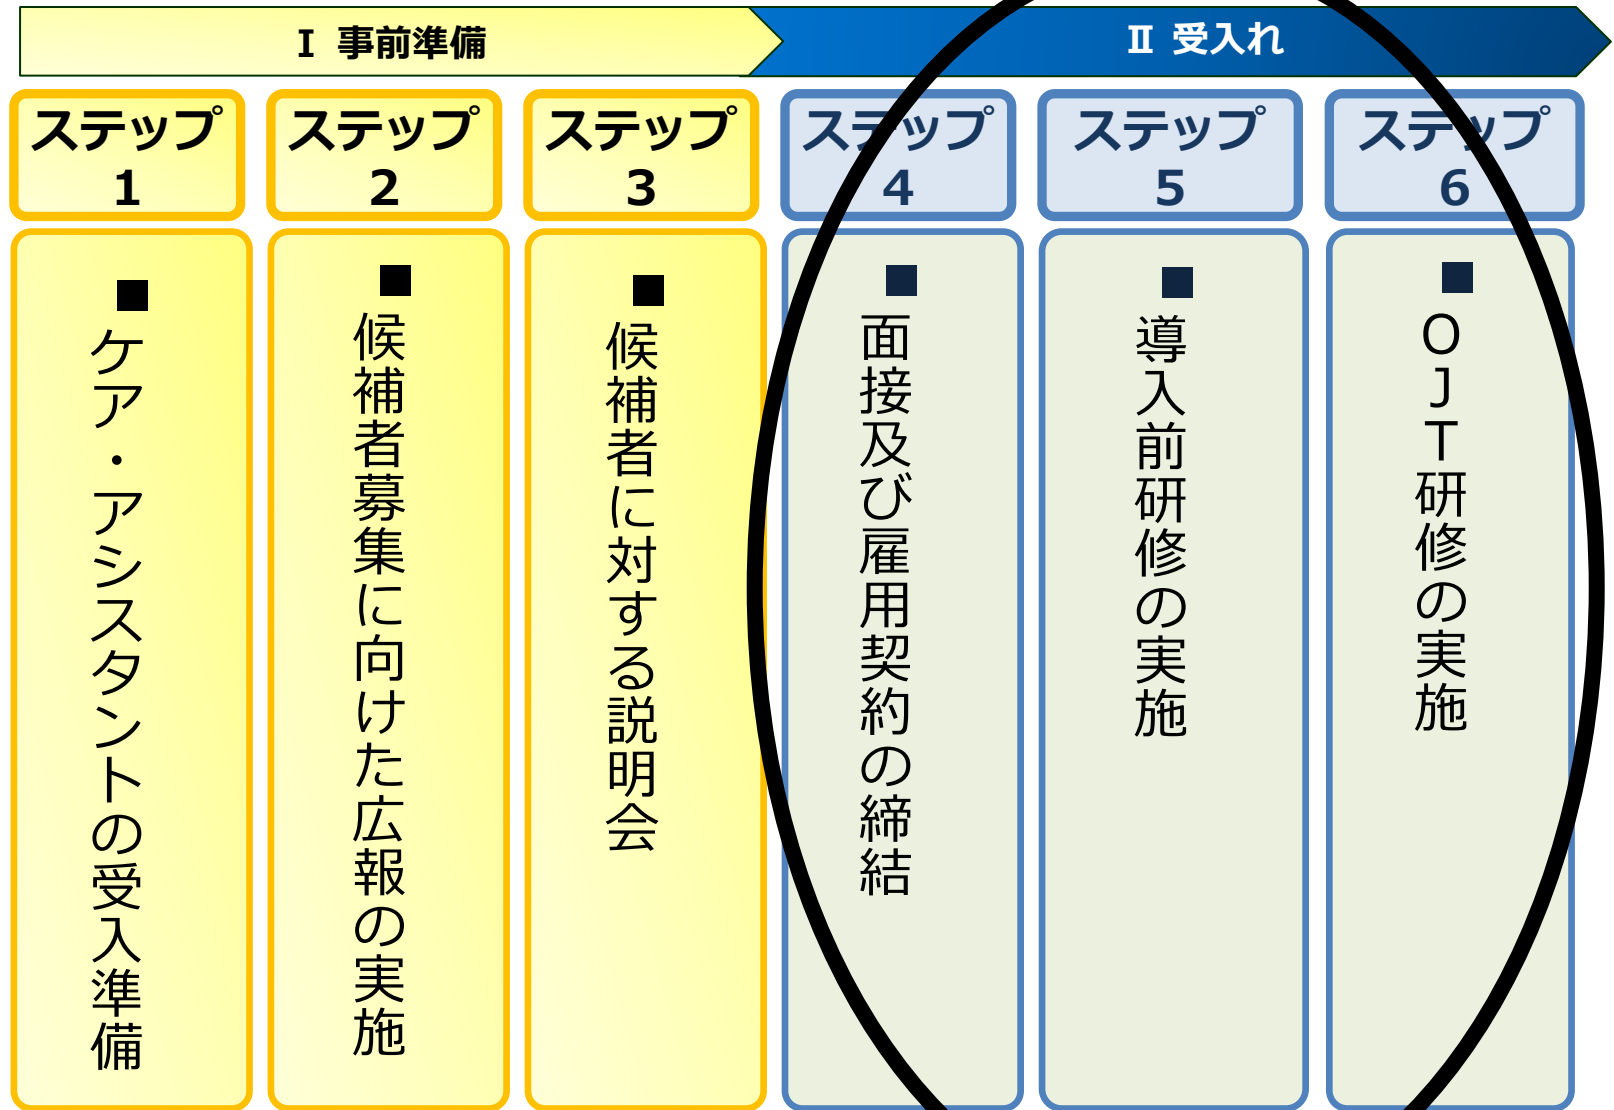 Ⅰ 事前準備
Ⅱ 受入れ
ステップ
1
ステップ
2
ステップ
3
ステップ
4
ステップ
5
ステップ
6
■ケア・アシスタントの受入準備
■候補者募集に向けた広報の実施
■候補者に対する説明会
■面接及び雇用契約の締結
■導入前研修の実施
■OJT研修の実施